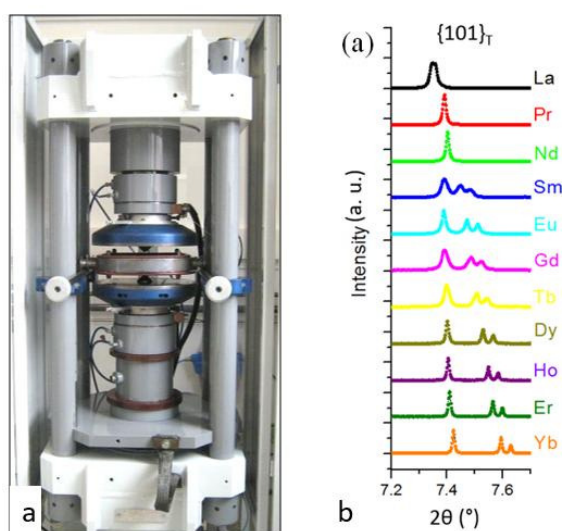 a
(a)
{101}T
La
Pr
Nd
Sm
Eu
Gd
Tb
Dy
Ho
Er
Yb
Intensity (a. u.)
7.2 7.4 7.6
2θ (°)
b